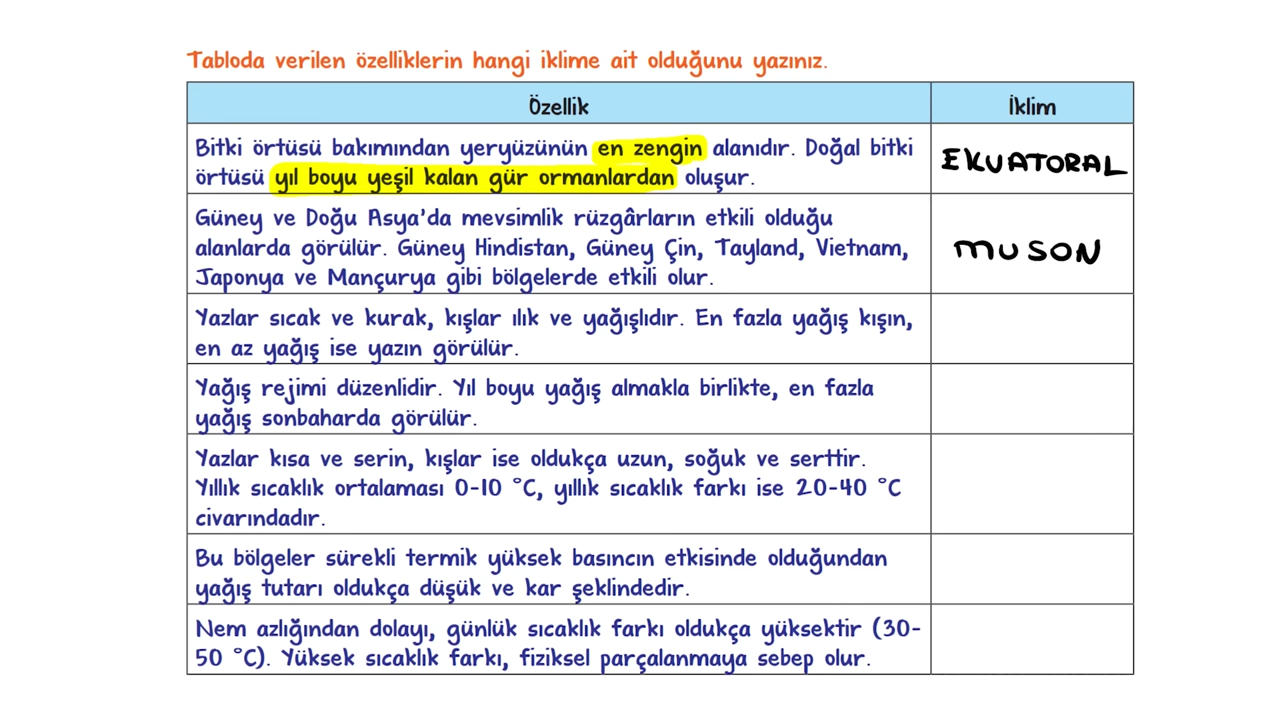 Tabloda verilen özelliklerin hangi iklime ait olduğunu yazınız.
Özellik
İklim
Bitki örtüsü bakımından yeryüzünün en zengin alanıdır. Doğal bitki
örtüsü yıl boyu yeşil kalan gür ormanlardan oluşur.
EKUATORAL
Güney ve Doğu Asya'da mevsimlik rüzgârların etkili olduğu
alanlarda görülür. Güney Hindistan, Güney Çin, Tayland, Vietnam,
Japonya ve Mançurya gibi bölgelerde etkili olur.
MUSON
Yazlar sıcak ve kurak, kışlar ılık ve yağışlıdır. En fazla yağış kışın,
en az yağış ise yazın görülür.
Yağış rejimi düzenlidir. Yıl boyu yağış almakla birlikte, en fazla
yağış sonbaharda görülür.
Yazlar kısa ve serin, kışlar ise oldukça uzun, soğuk ve serttir.
Yıllık sıcaklık ortalaması 0-10 °C, yıllık sıcaklık farkı ise 20-40 °C
civarındadır.
Bu bölgeler sürekli termik yüksek basıncın etkisinde olduğundan
yağış tutarı oldukça düşük ve kar şeklindedir.
Nem azlığından dolayı, günlük sıcaklık farkı oldukça yüksektir (30-
50 °C). Yüksek sıcaklık farkı, fiziksel parçalanmaya sebep olur.